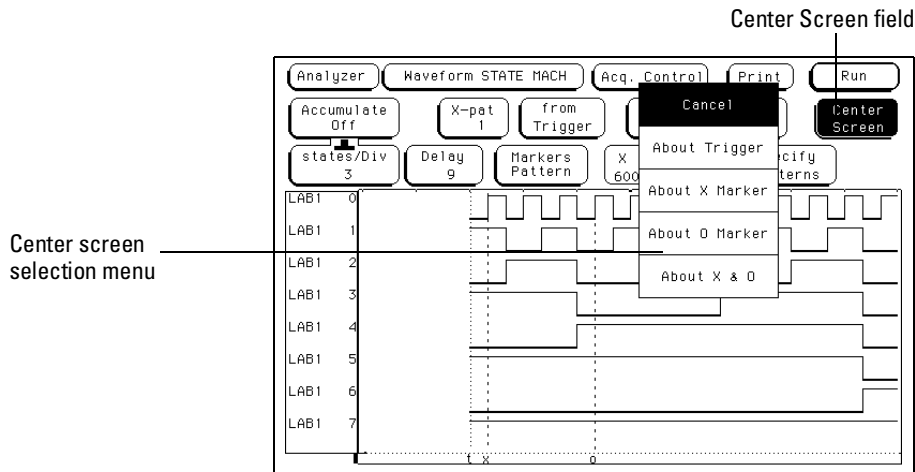 Center Screen field
Analyzer Waveform STATE MACH Acq. Control Print Run
Accumulate Off
X-pat 1
from Trigger
Center Screen
states/Div 3
Delay 9
Markers Pattern
X 600
ecify terns
Cancel
About Trigger
About X Marker
About O Marker
About X & O
Center screen
selection menu
LAB1 0
LAB1 1
LAB1 2
LAB1 3
LAB1 4
LAB1 5
LAB1 6
LAB1 7
t x o